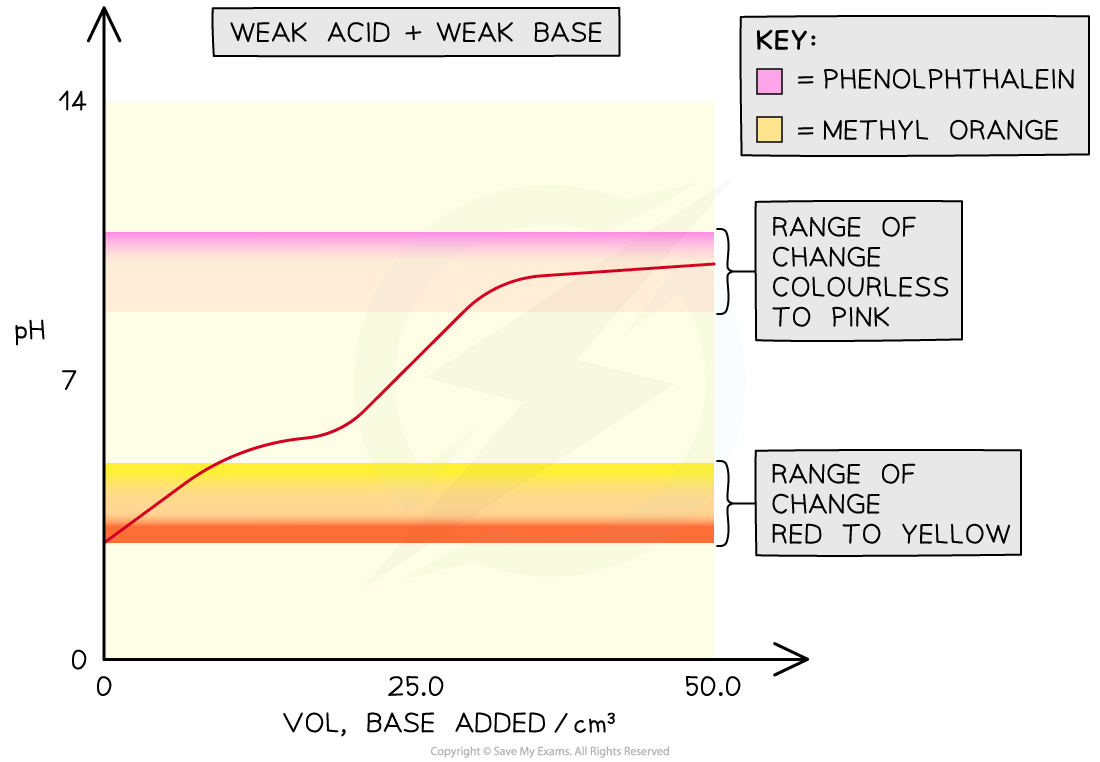 WEAK ACID + WEAK BASE
KEY:
= PHENOLPHTHALEIN
= METHYL ORANGE
14
RANGE OF
CHANGE
COLOURLESS
TO PINK
pH
7
RANGE OF
CHANGE
RED TO YELLOW
0
0 25.0 50.0
VOL, BASE ADDED / cm³
Copyright © Save My Exams. All Rights Reserved